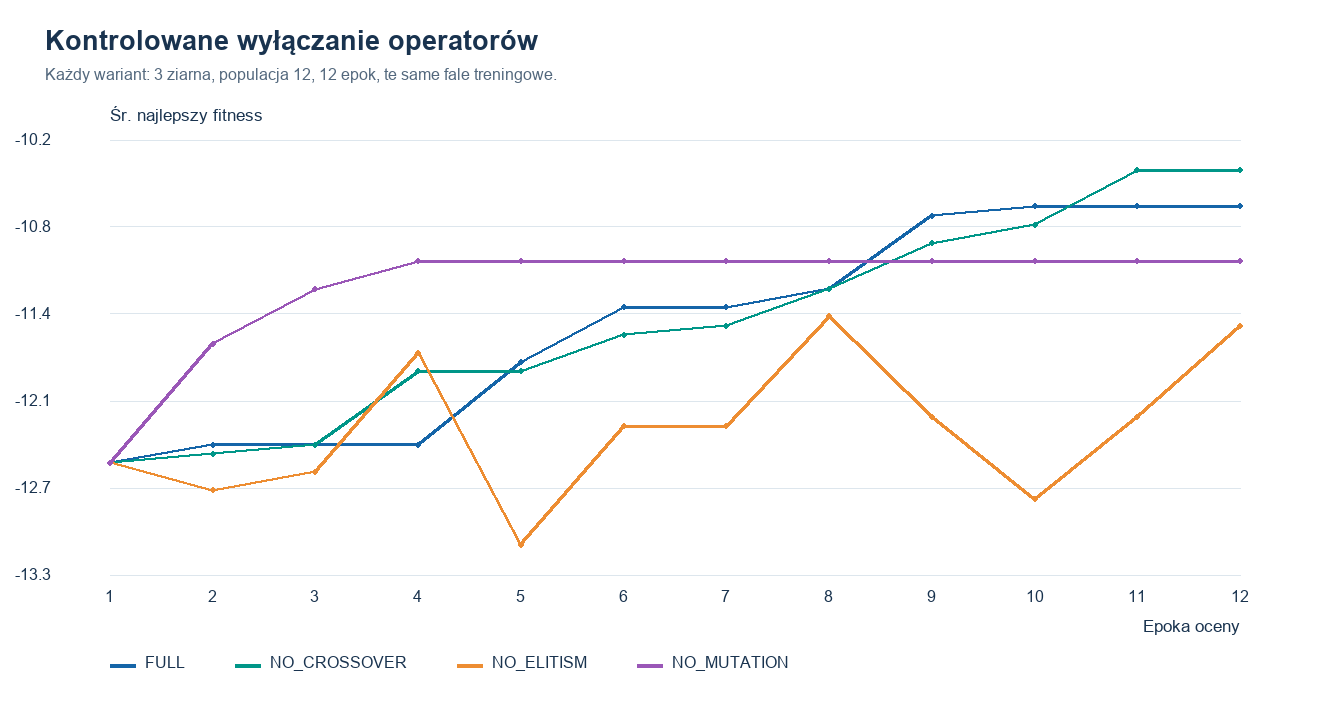 Kontrolowane wyłączanie operatorów
Każdy wariant: 3 ziarna, populacja 12, 12 epok, te same fale treningowe.
Śr. najlepszy fitness
-10.2
-10.8
-11.4
-12.1
-12.7
-13.3
1 2 3 4 5 6 7 8 9 10 11 12
Epoka oceny
FULL NO_CROSSOVER NO_ELITISM NO_MUTATION